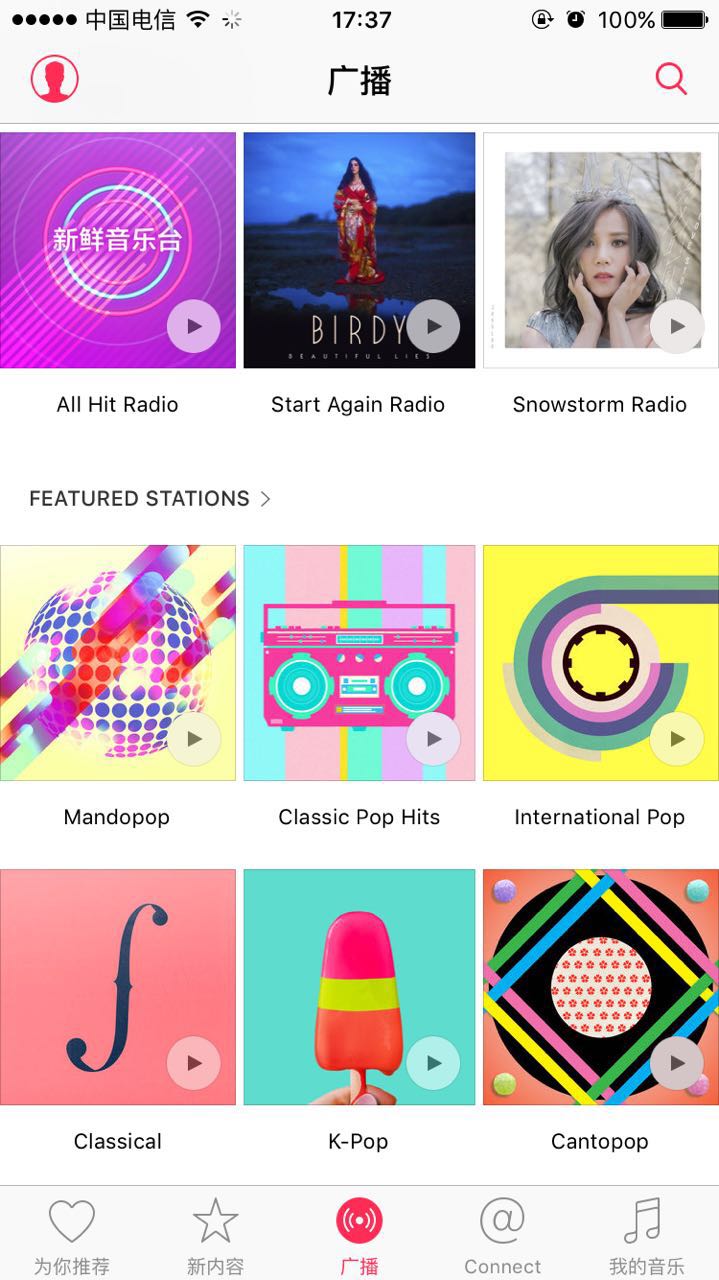 中国电信 17:37 100%
广播
新鲜音乐台
BIRDY
BEAUTIFUL LIES
All Hit Radio
Start Again Radio
Snowstorm Radio
FEATURED STATIONS
Mandopop
Classic Pop Hits
International Pop
Classical
K-Pop
Cantopop
为你推荐
新内容
广播
Connect
我的音乐